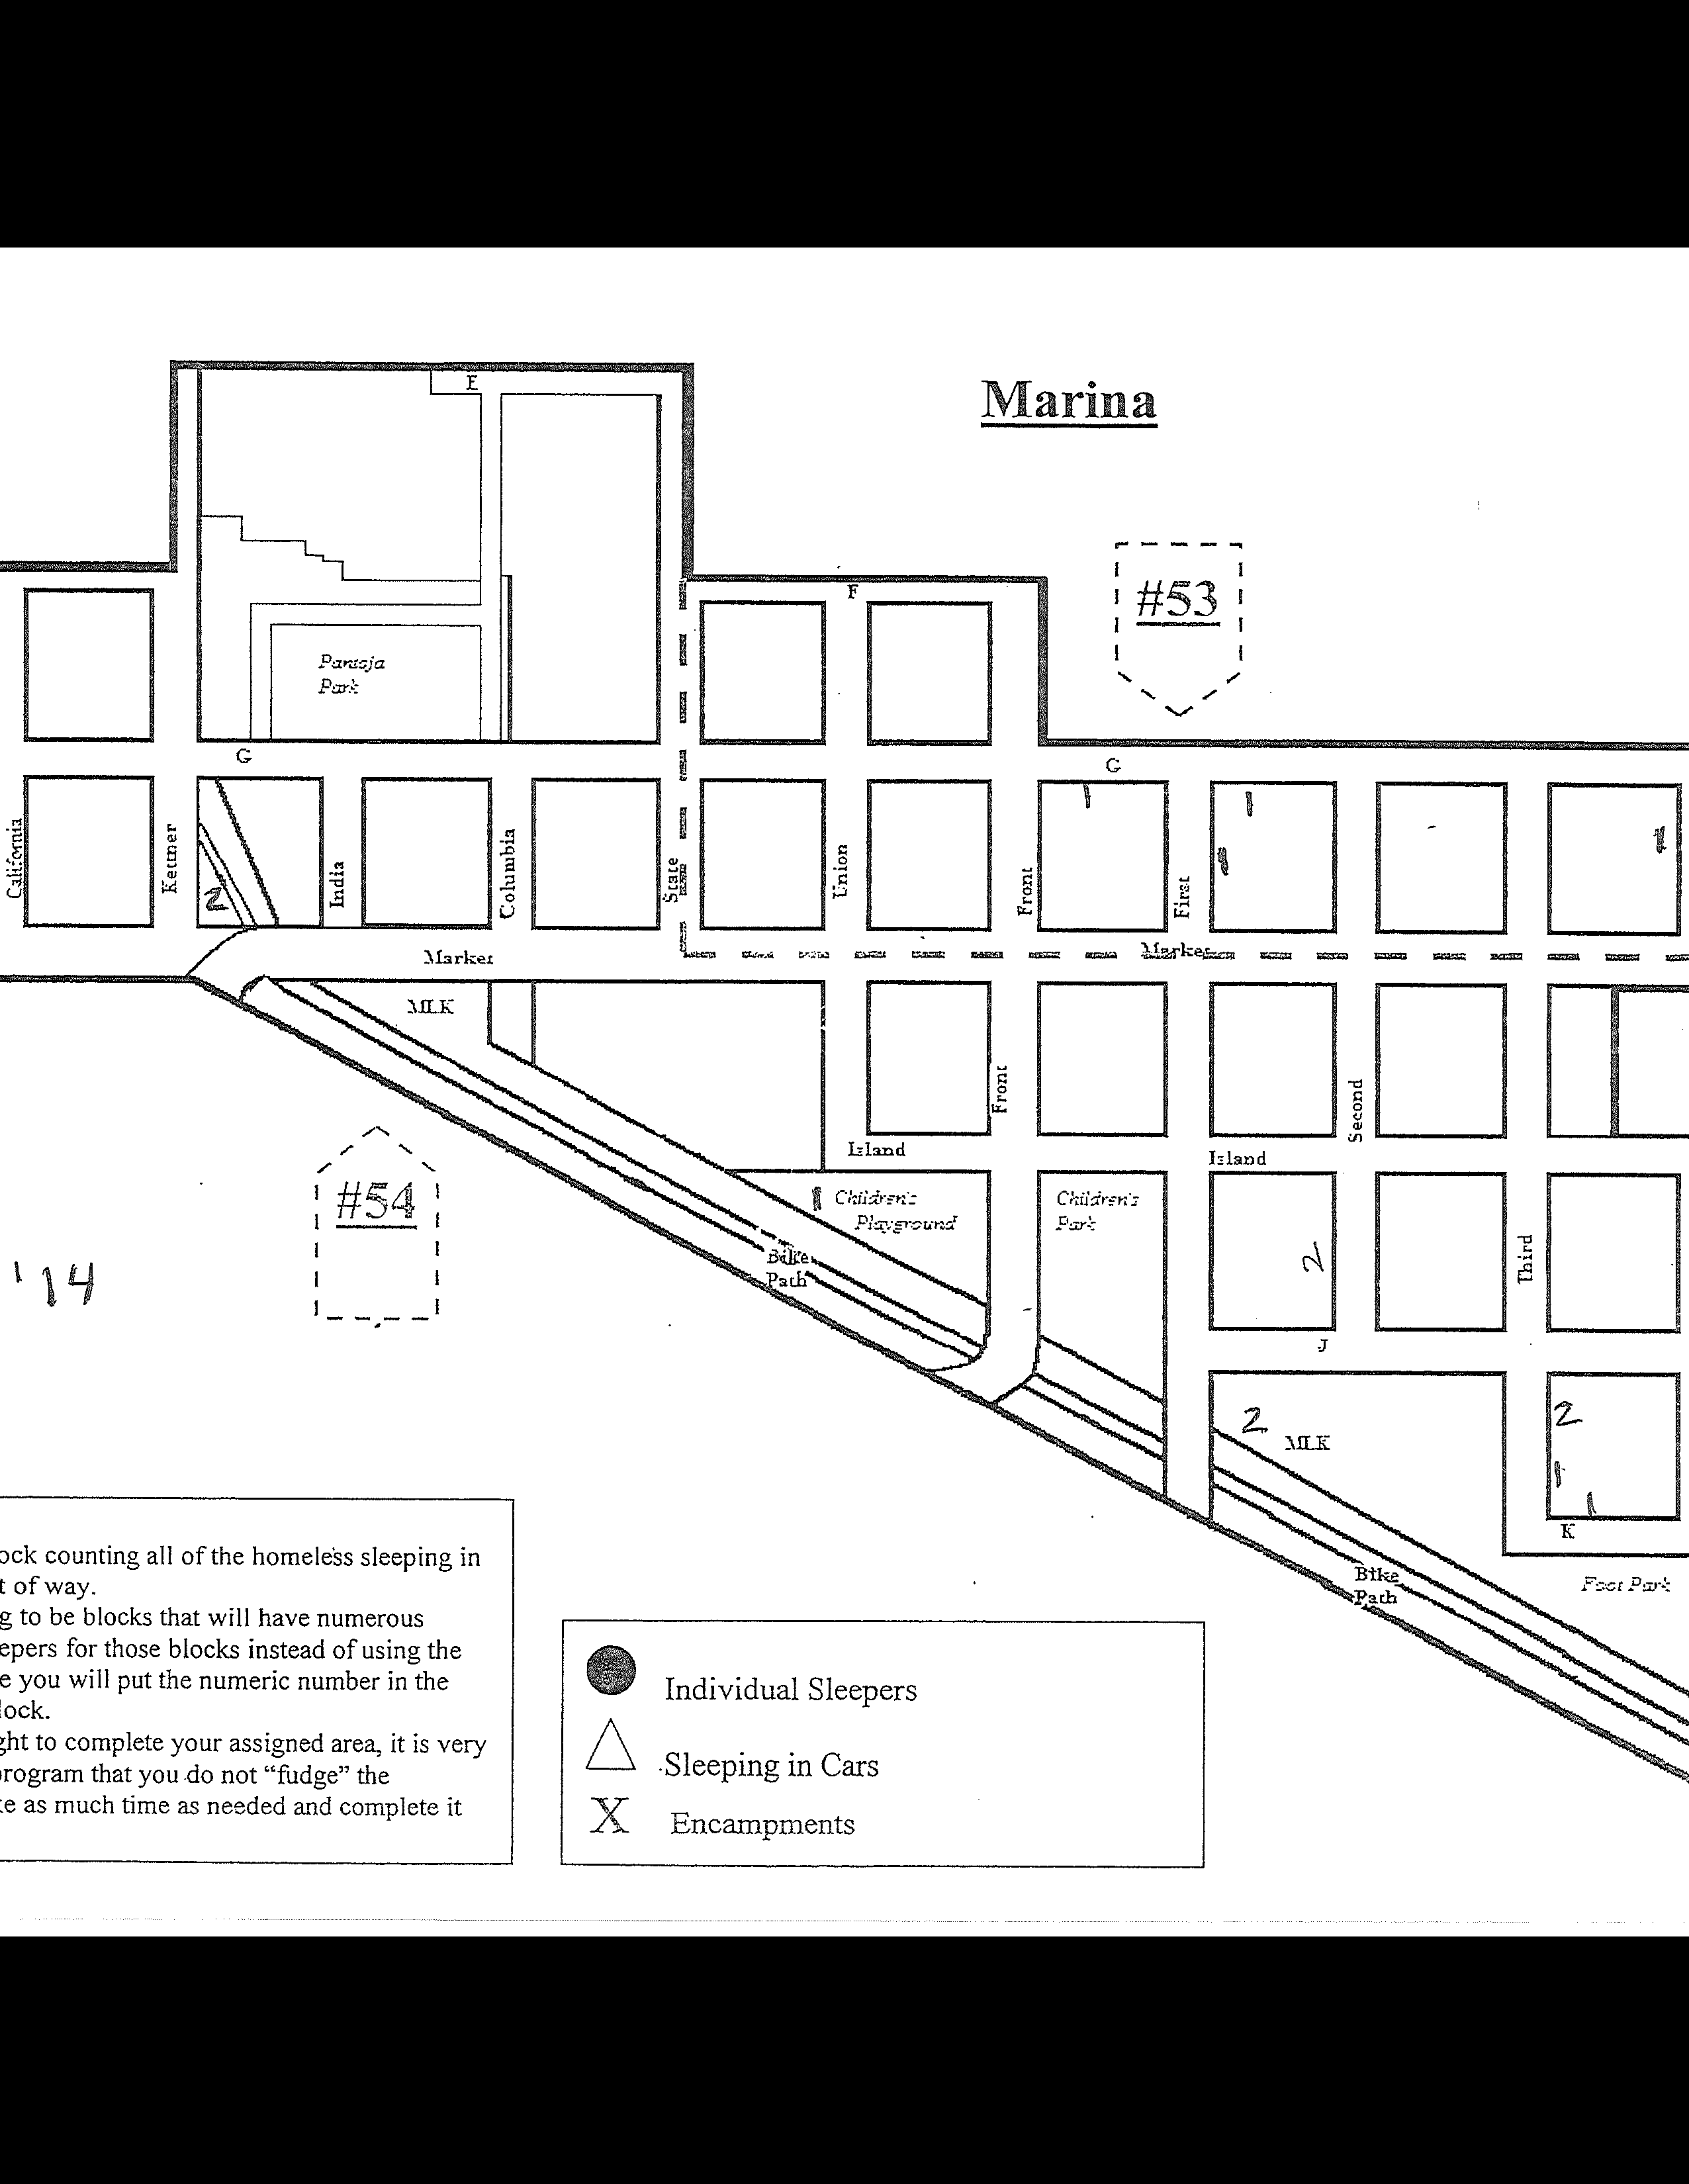 E
Marina
#53
F
Pantoja
Park
G
G
1
1
1
1
California
Kettner
2
India
Columbia
State
Union
Front
First
Market
Market
MLK
Front
Second
Island
Island
#54
1
Children's
Playground
Children's
Park
2
Third
Bike
Path
'14
J
2
MLK
2
1
1
K
Bike
Path
ock counting all of the homeless sleeping in
t of way.
g to be blocks that will have numerous
epers for those blocks instead of using the
e you will put the numeric number in the
lock.
ght to complete your assigned area, it is very
program that you do not “fudge” the
ke as much time as needed and complete it
Individual Sleepers
Sleeping in Cars
X Encampments